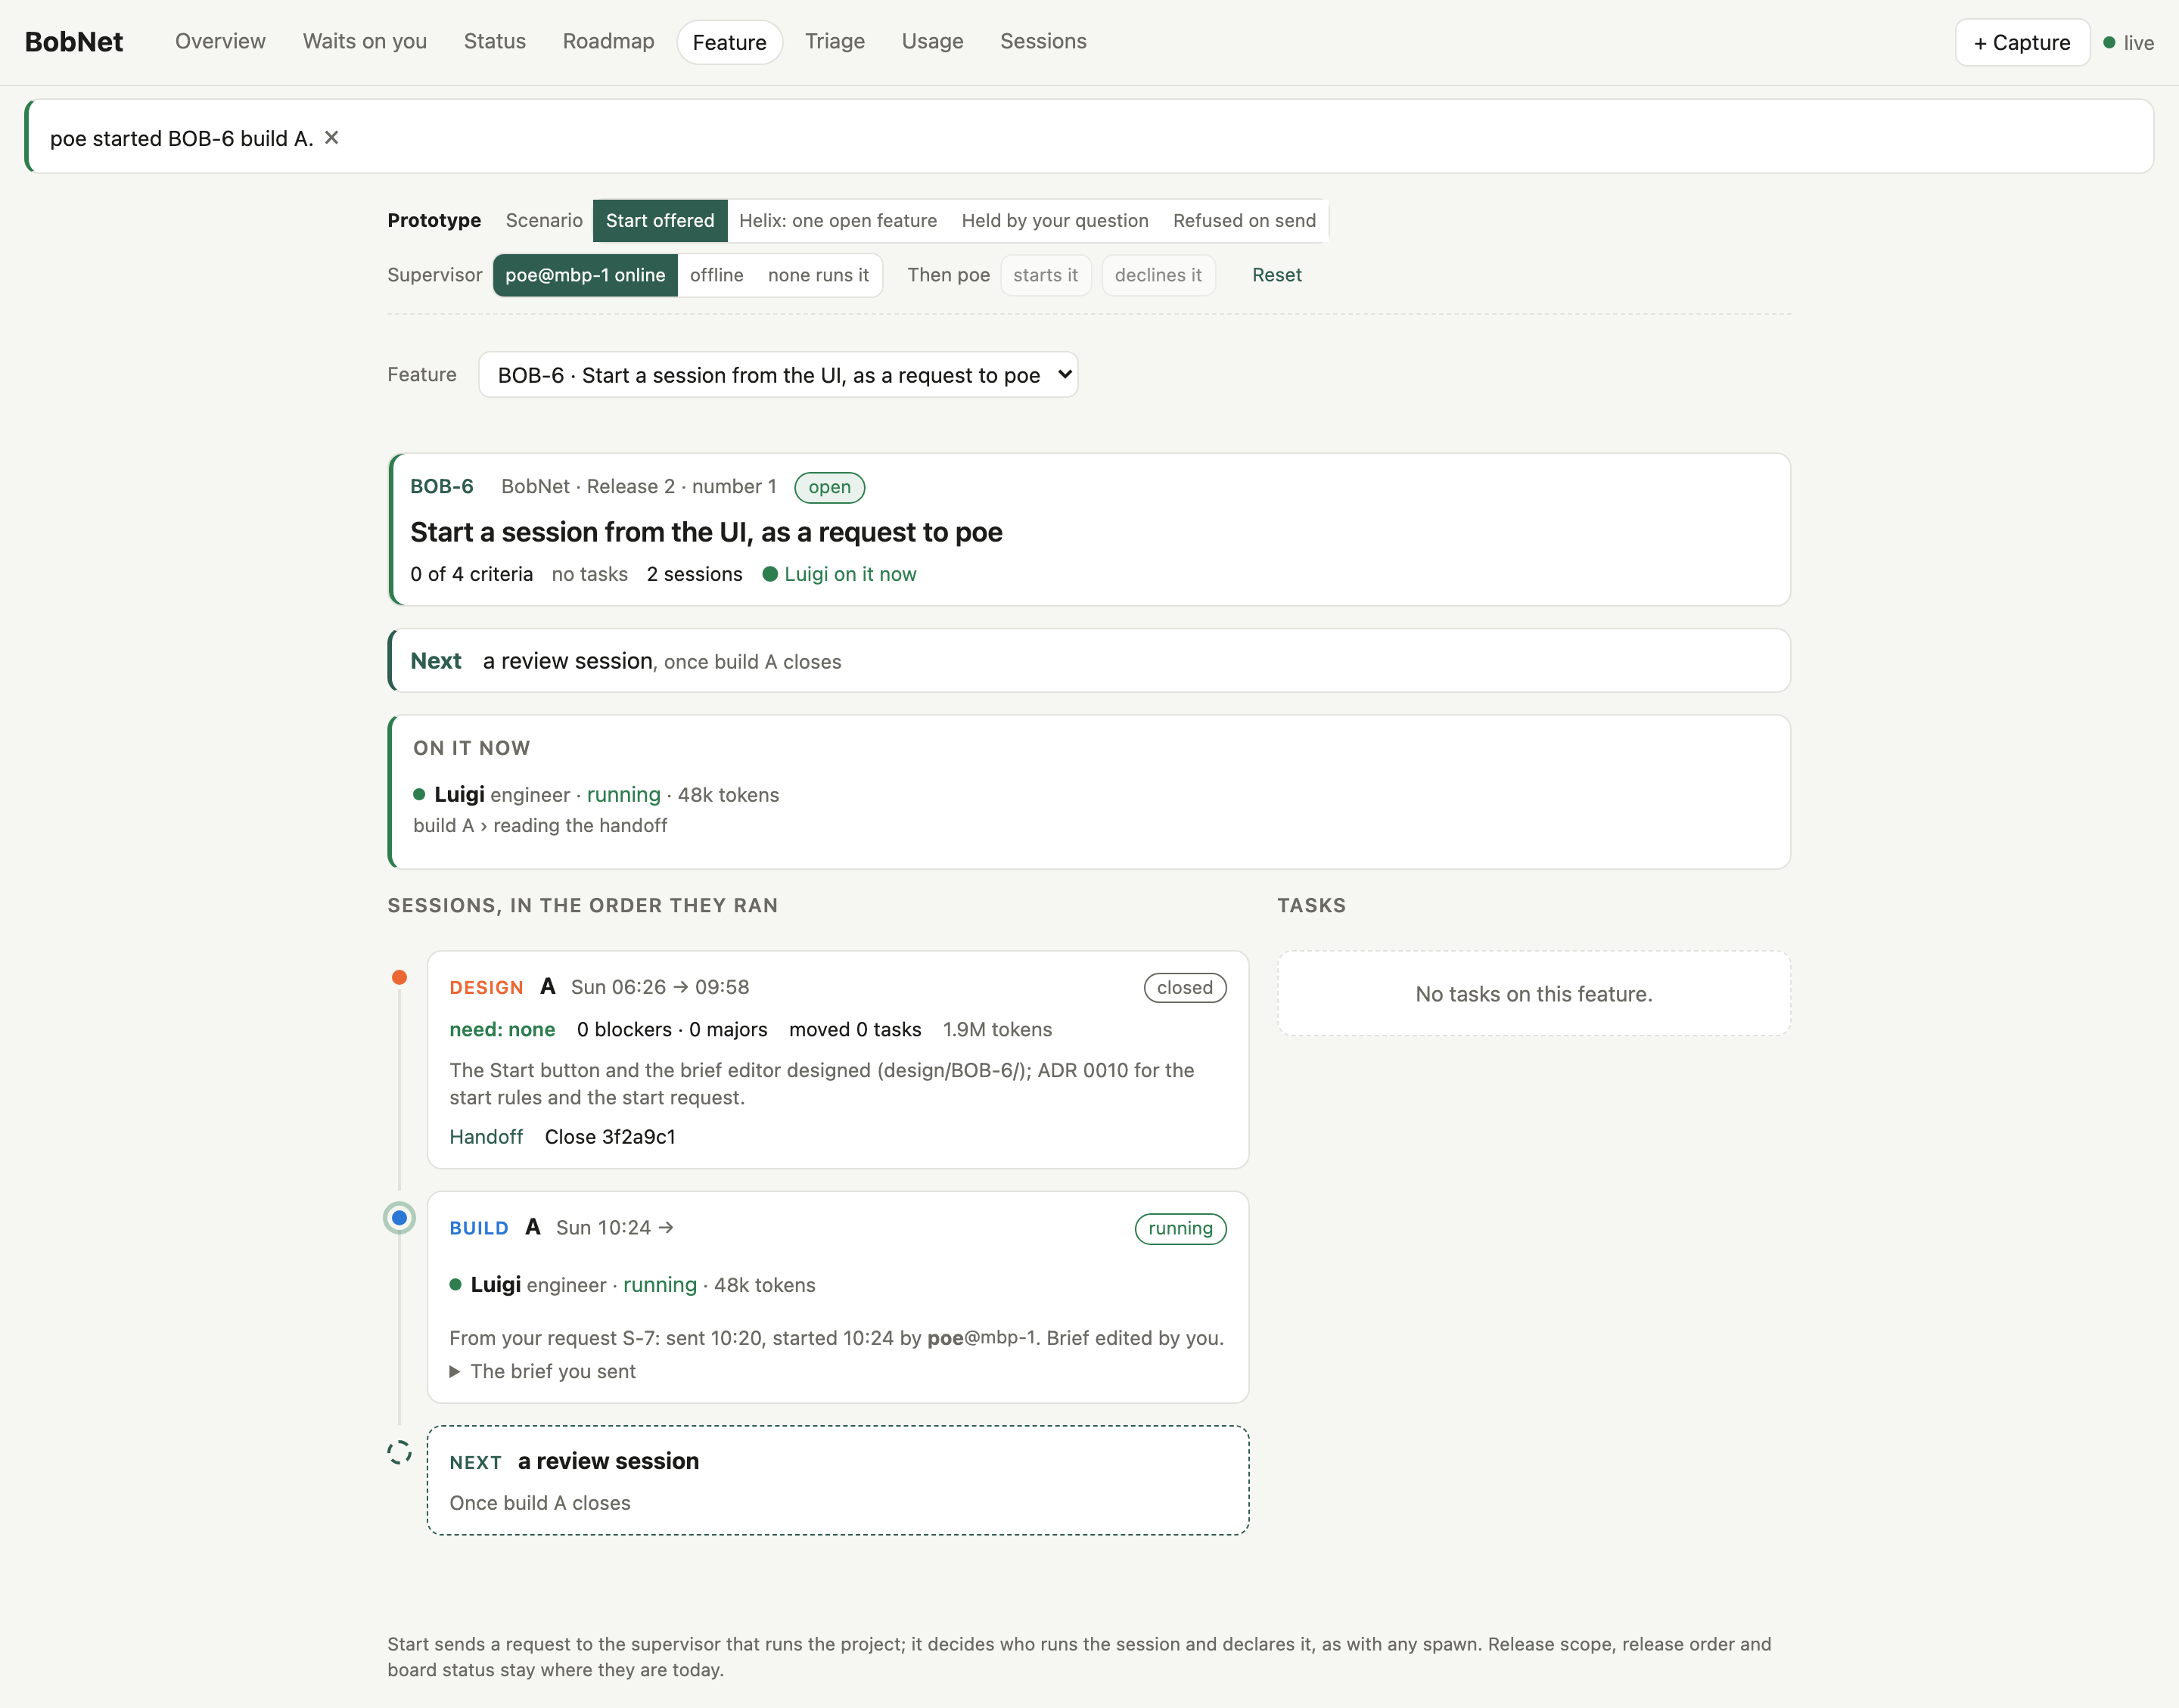 BobNet Overview Waits on you Status Roadmap Feature Triage Usage Sessions + Capture live
poe started BOB-6 build A. ✕
Prototype Scenario Start offered Helix: one open feature Held by your question Refused on send
Supervisor poe@mbp-1 online offline none runs it Then poe starts it declines it Reset
Feature BOB-6 · Start a session from the UI, as a request to poe
BOB-6 BobNet · Release 2 · number 1 open
Start a session from the UI, as a request to poe
0 of 4 criteria no tasks 2 sessions Luigi on it now
Next a review session, once build A closes
ON IT NOW
Luigi engineer · running · 48k tokens
build A › reading the handoff
SESSIONS, IN THE ORDER THEY RAN
DESIGN A Sun 06:26 → 09:58 closed
need: none 0 blockers · 0 majors moved 0 tasks 1.9M tokens
The Start button and the brief editor designed (design/BOB-6/); ADR 0010 for the
start rules and the start request.
Handoff Close 3f2a9c1
BUILD A Sun 10:24 → running
Luigi engineer · running · 48k tokens
From your request S-7: sent 10:20, started 10:24 by poe@mbp-1. Brief edited by you.
▶ The brief you sent
NEXT a review session
Once build A closes
TASKS
No tasks on this feature.
Start sends a request to the supervisor that runs the project; it decides who runs the session and declares it, as with any spawn. Release scope, release order and
board status stay where they are today.